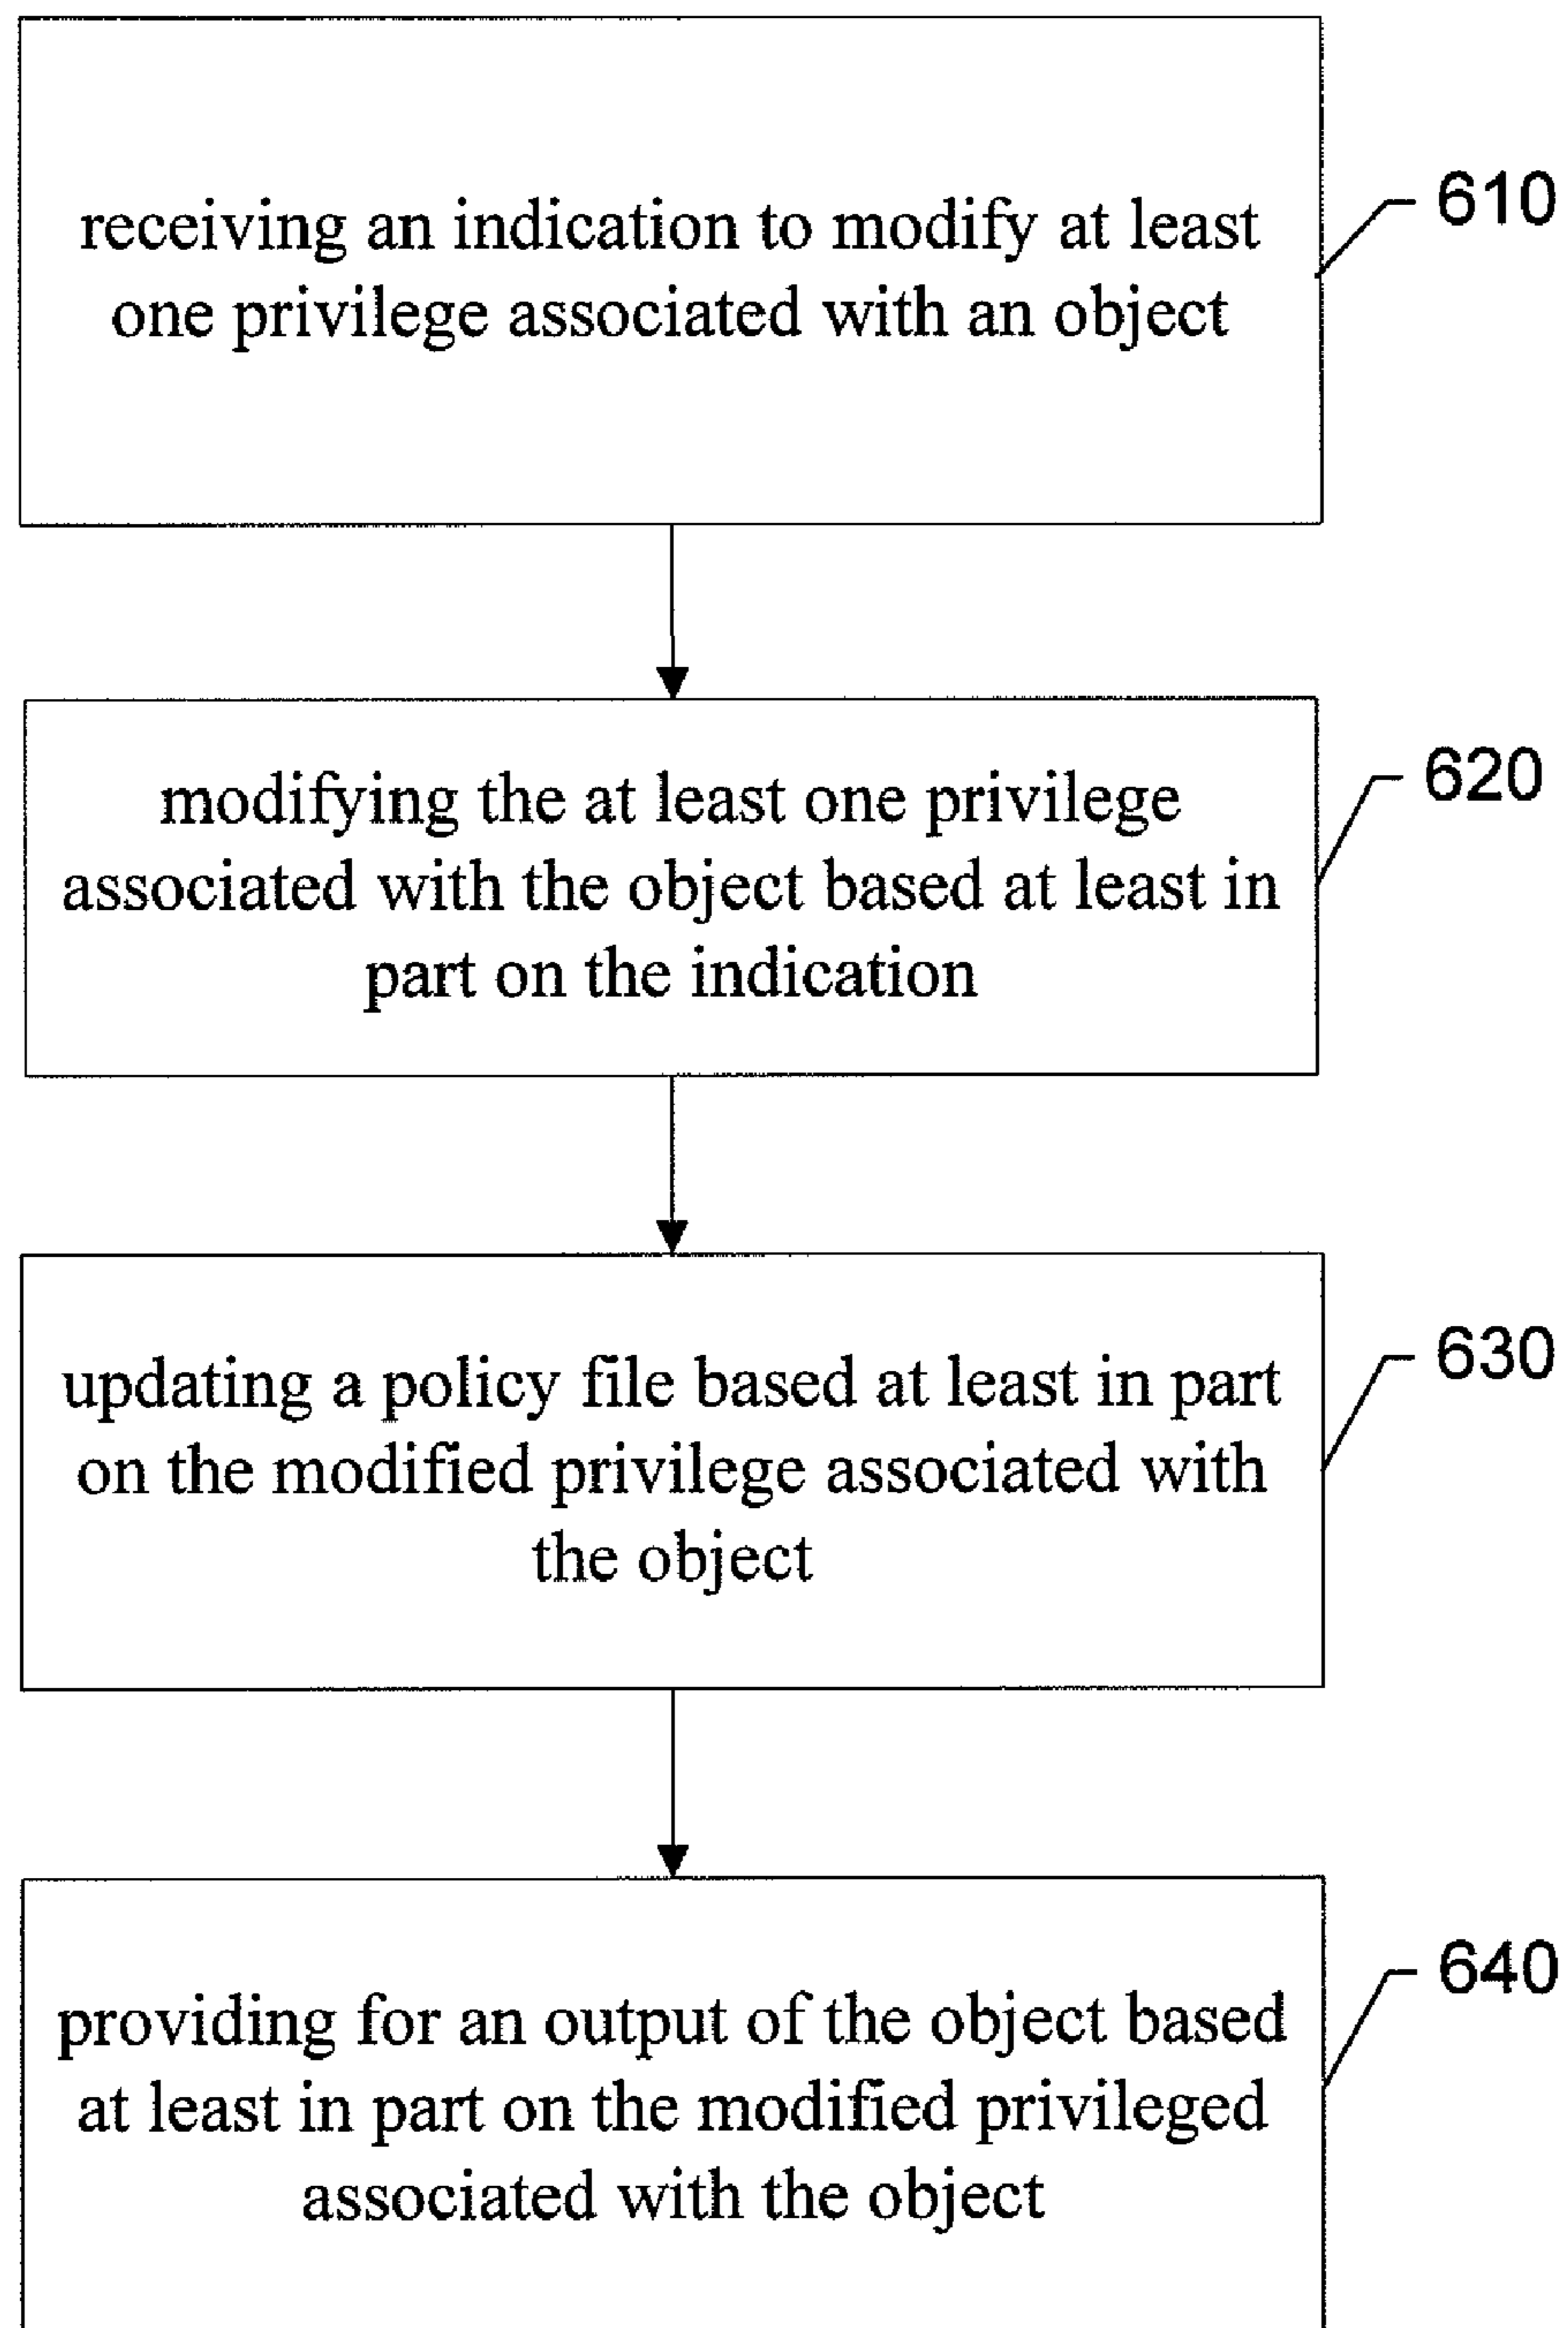 receiving an indication to modify at least
one privilege associated with an object
610
modifying the at least one privilege
associated with the object based at least in
part on the indication
620
updating a policy file based at least in part
on the modified privilege associated with
the object
630
providing for an output of the object based
at least in part on the modified privileged
associated with the object
640